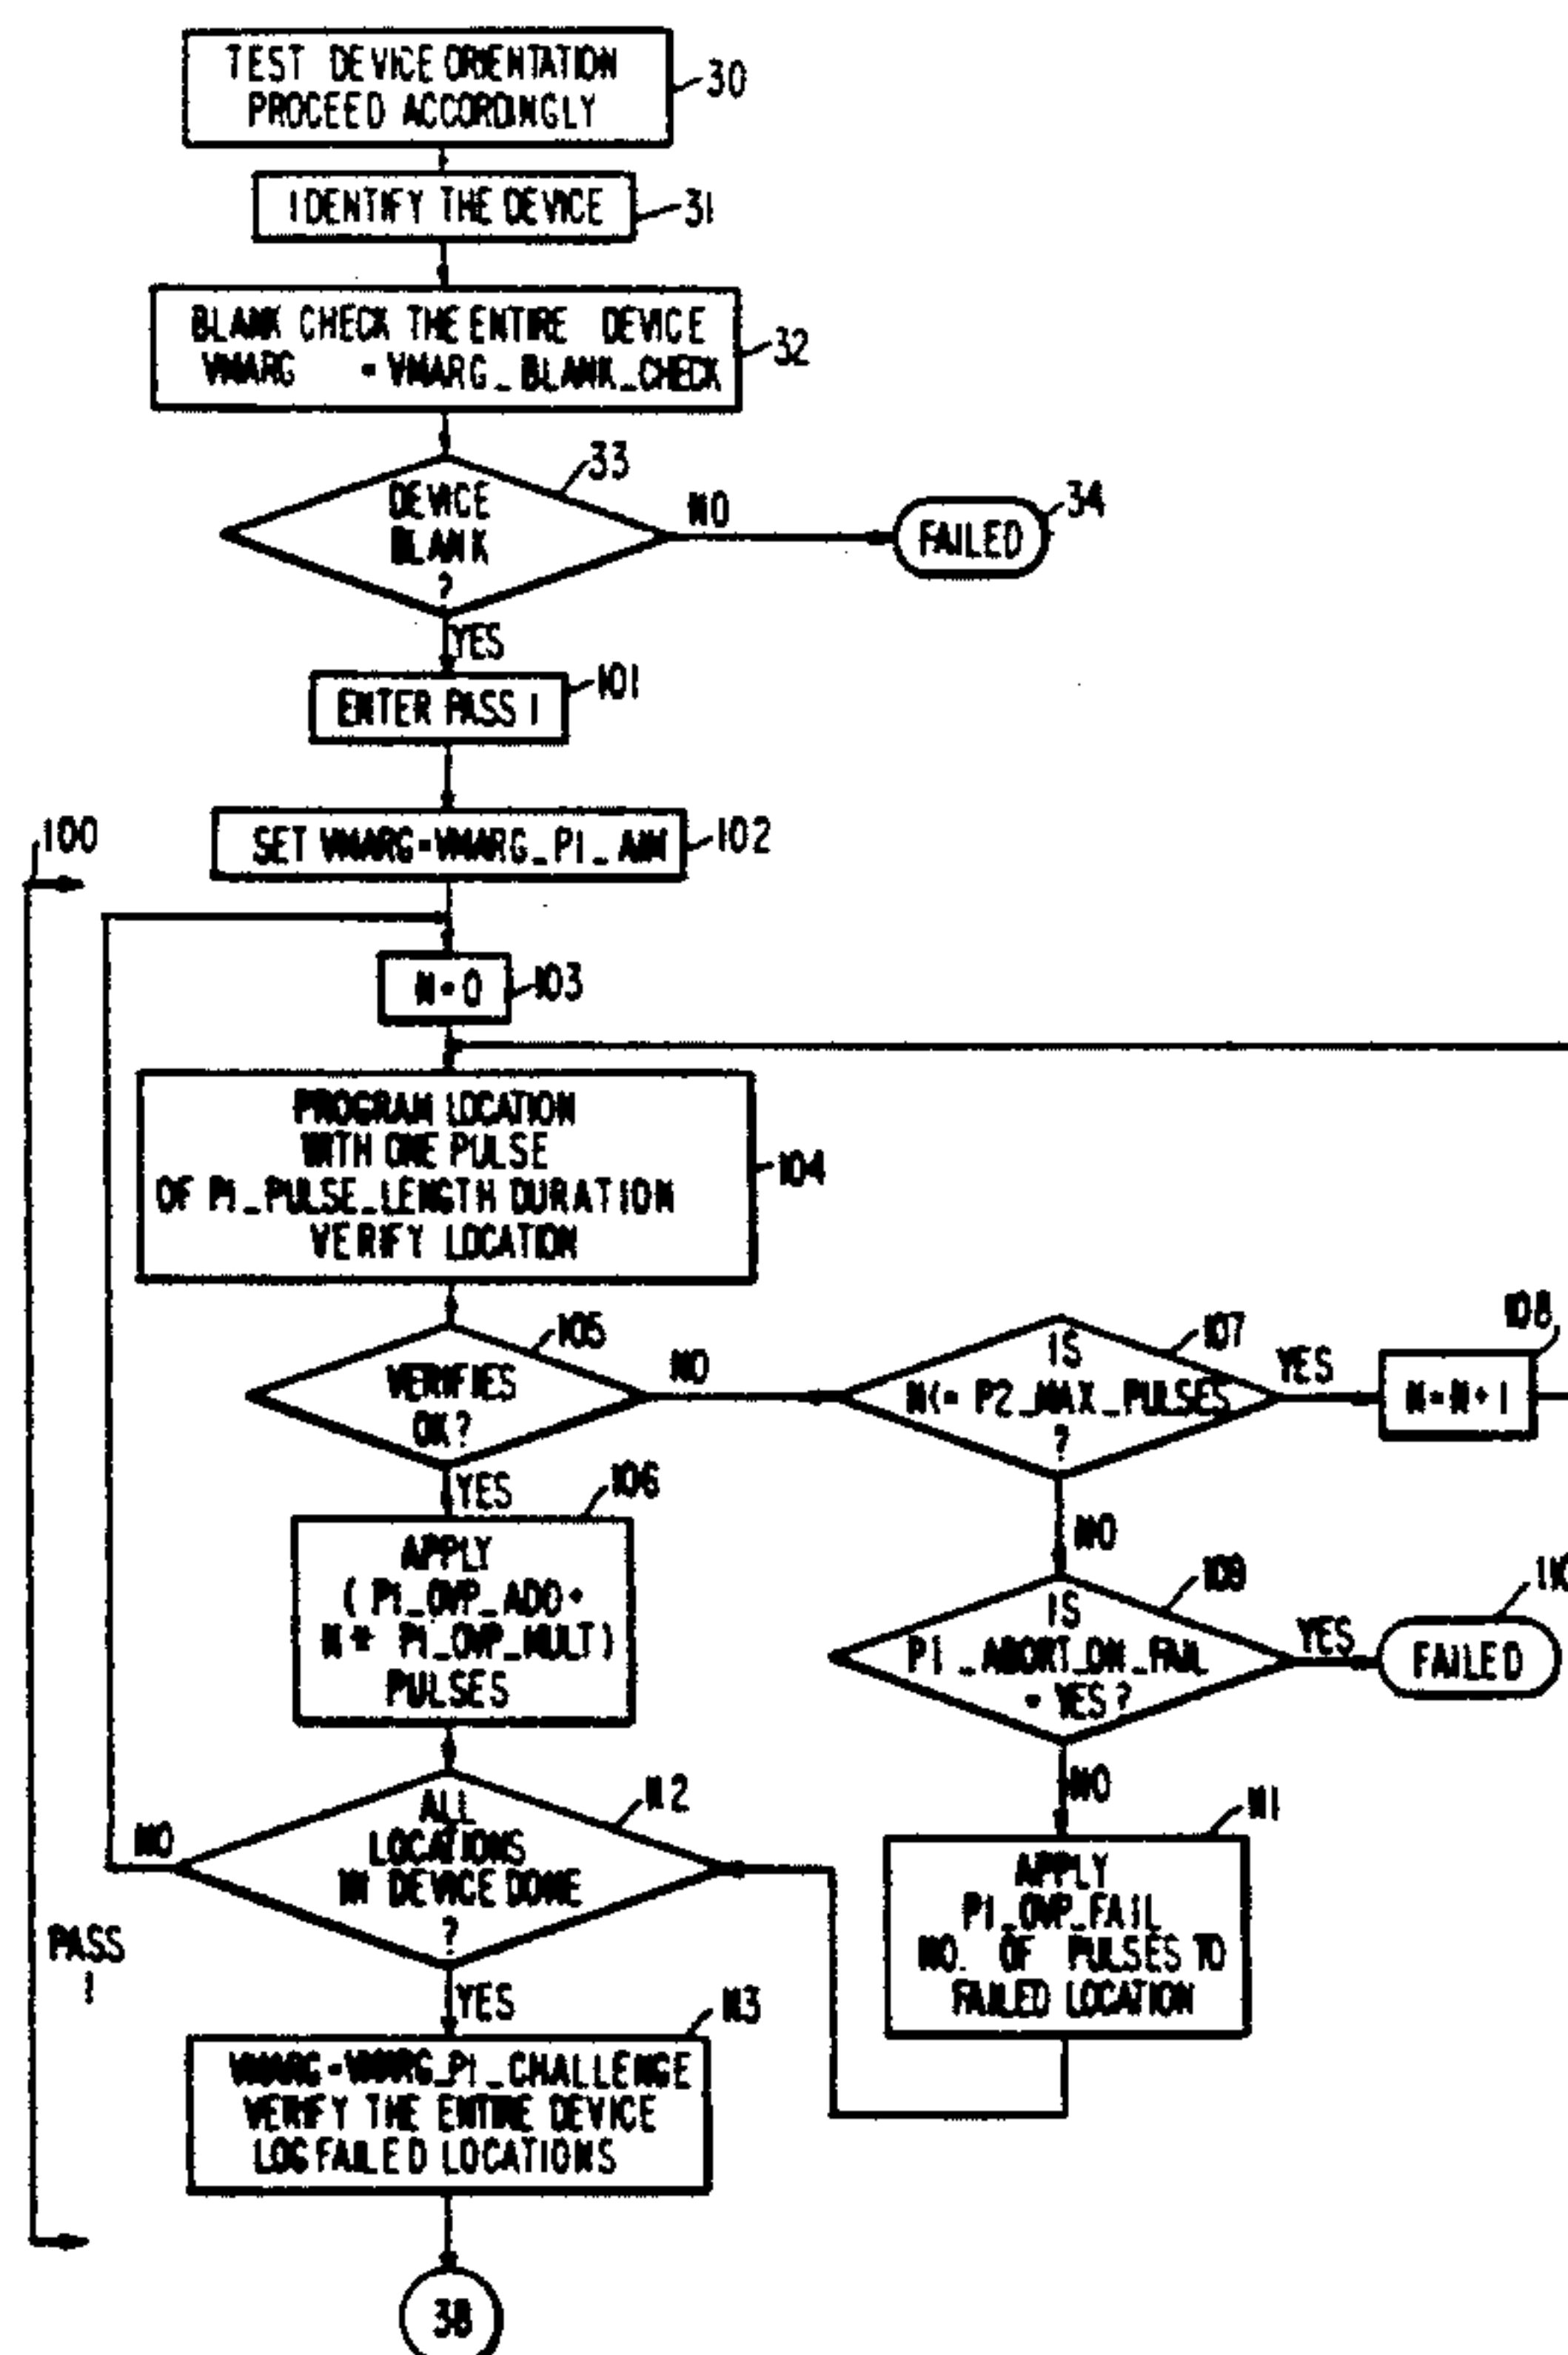 TEST DEVICE ORIENTATION
PROCEED ACCORDINGLY
30
IDENTIFY THE DEVICE
31
BLANK CHECK THE ENTIRE DEVICE
VMARG = VMARG_BLANK_CHECK
32
33
DEVICE
BLANK
?
NO
FAILED
34
YES
ENTER PASS 1
101
100
SET VMARG=VMARG_P1_AIM
102
N=0
103
PROGRAM LOCATION
WITH ONE PULSE
OF P1_PULSE_LENGTH DURATION
VERIFY LOCATION
104
105
VERIFIES
OK?
NO
107
IS
N<= P2_MAX_PULSES
?
YES
108
N=N+1
YES
106
APPLY
(P1_OVP_ADD+
N* P1_OVP_MULT)
PULSES
NO
109
IS
P1_ABORT_ON_FAIL
= YES?
YES
110
FAILED
NO
112
ALL
LOCATIONS
IN DEVICE DONE
?
NO
111
APPLY
P1_OVP_FAIL
NO. OF PULSES TO
FAILED LOCATION
PASS
1
YES
113
VMARG=VMARG_P1_CHALLENGE
VERIFY THE ENTIRE DEVICE
LOG FAILED LOCATIONS